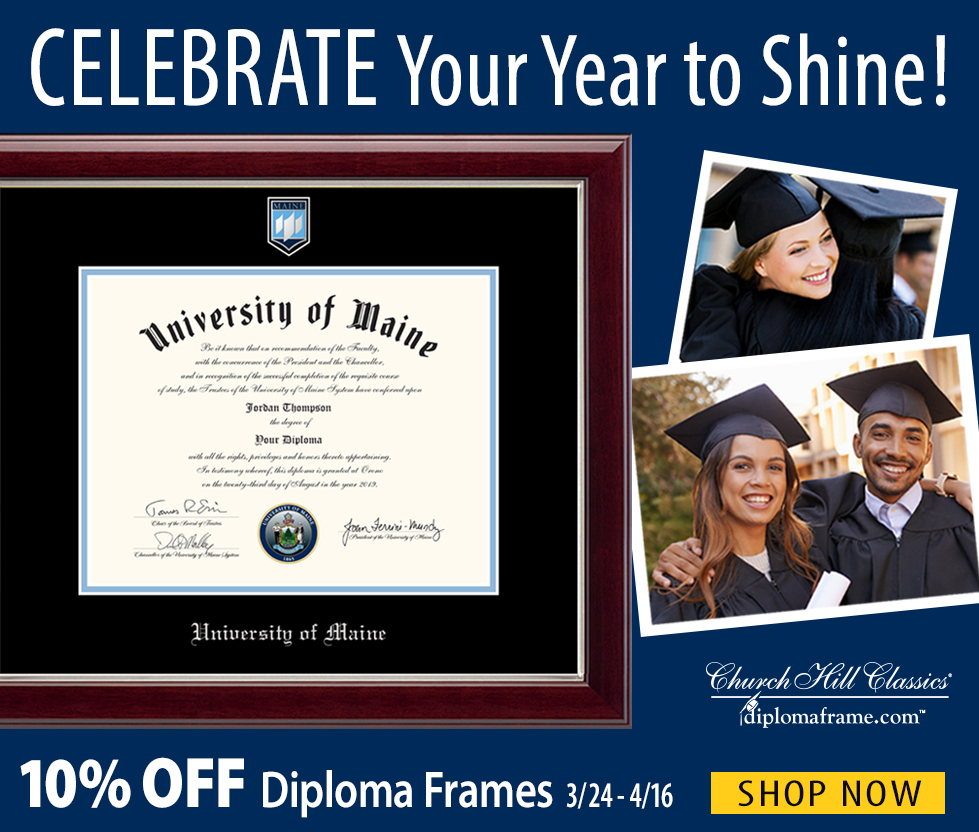 CELEBRATE Your Year to Shine!
MAINE
University of Maine
Be it known that on recommendation of the Faculty,
with the concurrence of the President and the Chancellor,
and in recognition of the successful completion of the requisite course
of study, the Trustees of the University of Maine System have conferred upon
Jordan Thompson
the degree of
Your Diploma
with all the rights, privileges and honors thereto appertaining.
In testimony whereof, this diploma is granted at Orono
on the twenty-third day of August in the year 2019.
Chair of the Board of Trustees
Chancellor of the University of Maine System
UNIVERSITY OF MAINE
1865
President of the University of Maine
University of Maine
Church Hill Classics®
diplomaframe.com™
10% OFF Diploma Frames 3/24 - 4/16
SHOP NOW